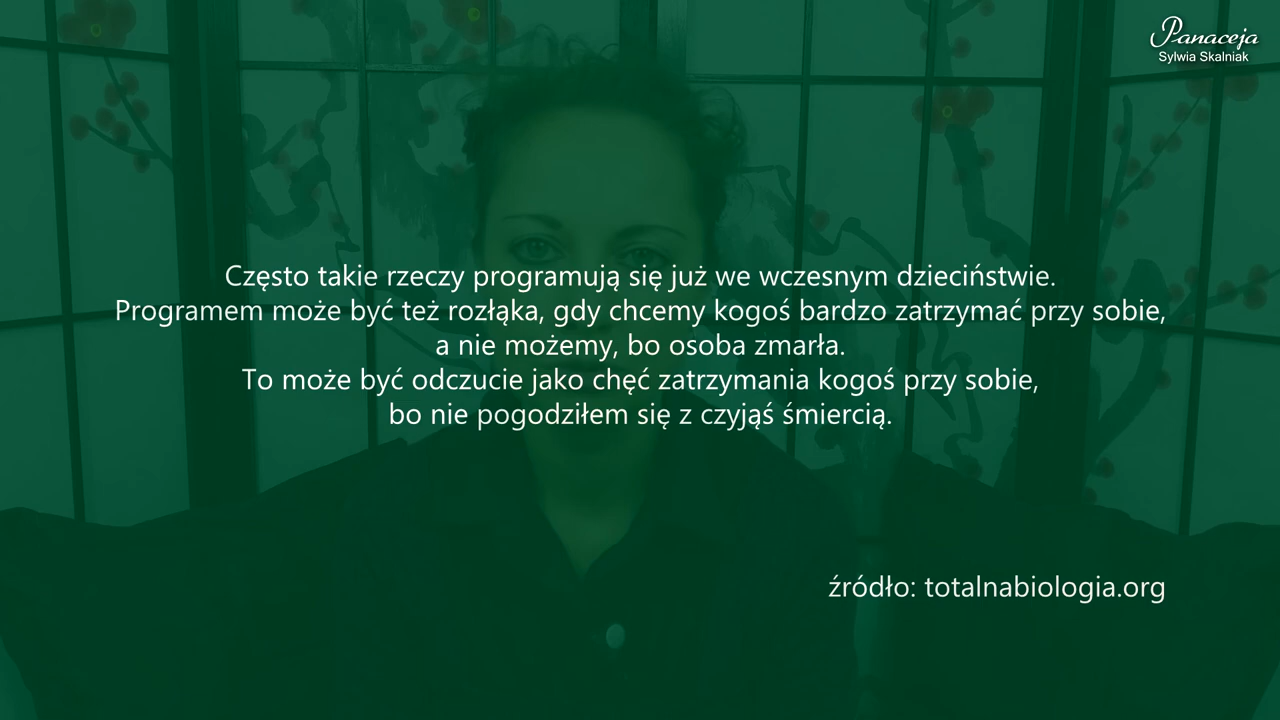 Panaceja
Sylwia Skalniak
Często takie rzeczy programują się już we wczesnym dzieciństwie.
Programem może być też rozłąka, gdy chcemy kogoś bardzo zatrzymać przy sobie,
a nie możemy, bo osoba zmarła.
To może być odczucie jako chęć zatrzymania kogoś przy sobie,
bo nie pogodziłem się z czyjąś śmiercią.
źródło: totalnabiologia.org